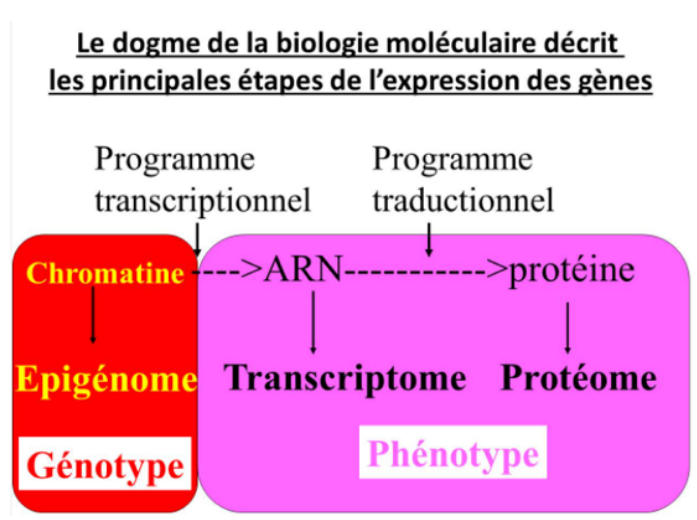 Le dogme de la biologie moléculaire décrit
les principales étapes de l'expression des gènes
Programme
transcriptionnel
Programme
traductionnel
Chromatine ---->ARN----------->protéine
Epigénome Transcriptome Protéome
Génotype
Phénotype